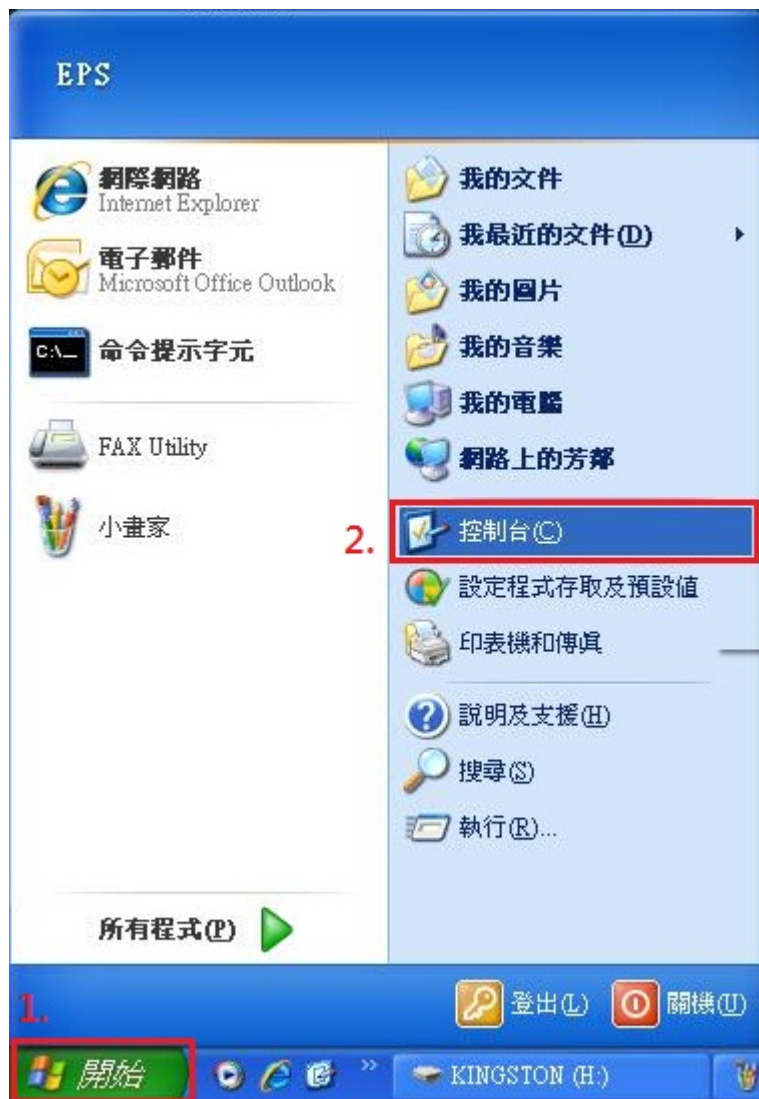 EPS
網際網路
Internet Explorer
電子郵件
Microsoft Office Outlook
C:\_
命令提示字元
FAX Utility
小畫家
所有程式(P)
我的文件
我最近的文件(D)
我的圖片
我的音樂
我的電腦
網路上的芳鄰
2.
控制台(C)
設定程式存取及預設值
印表機和傳真
說明及支援(H)
搜尋(S)
執行(R)...
登出(L)
關機(U)
1.
開始
KINGSTON (H:)